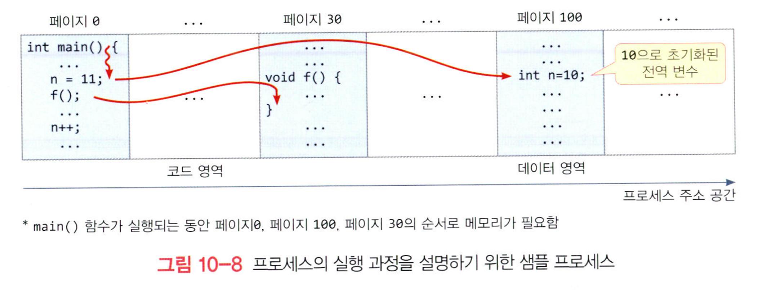 페이지 0 ... 페이지 30 ... 페이지 100 ...
int main() {
...
n = 11;
f();
...
n++;
...
...
...
...
void f() {
...
}
...
...
...
...
...
int n=10;
...
...
...
...
10으로 초기화된
전역 변수
...
코드 영역
데이터 영역
프로세스 주소 공간
* main() 함수가 실행되는 동안 페이지0, 페이지 100, 페이지 30의 순서로 메모리가 필요함
그림 10-8 프로세스의 실행 과정을 설명하기 위한 샘플 프로세스